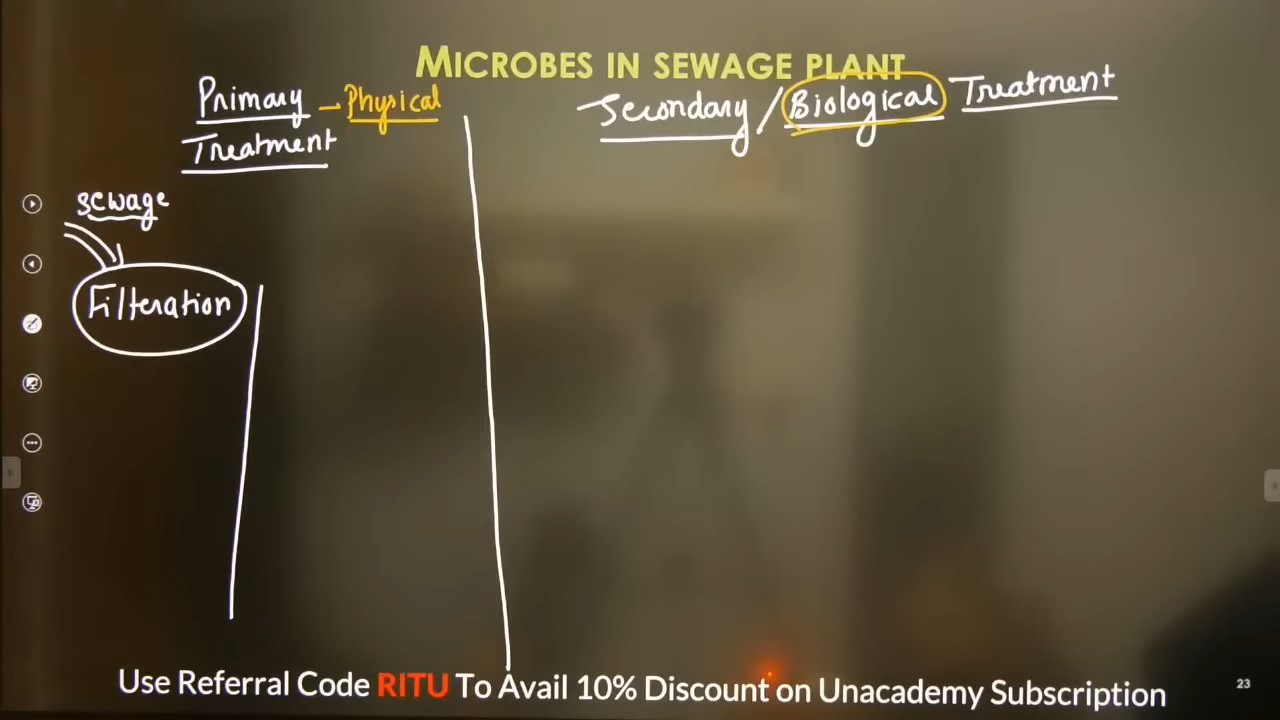 MICROBES IN SEWAGE PLANT
Primary – Physical
Treatment
Secondary / Biological Treatment
sewage
Filteration
Use Referral Code RITU To Avail 10% Discount on Unacademy Subscription
23